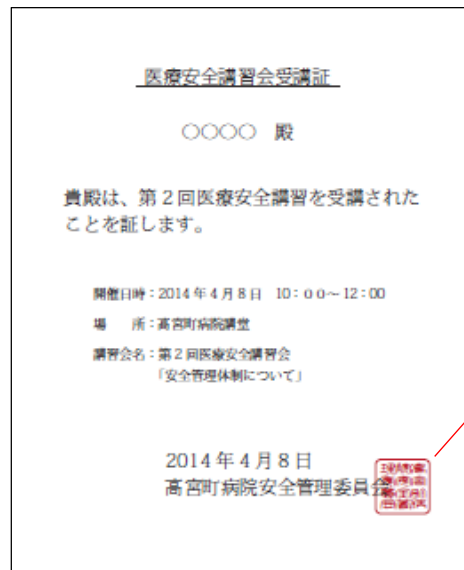 医療安全講習会受講証
○○○○　殿
貴殿は、第２回医療安全講習を受講された
ことを証します。
開催日時：2014年４月８日　10：００～12：00
場　　所：高宮町病院講堂
講習会名：第２回医療安全講習会
「安全管理体制について」
2014年４月８日
高宮町病院安全管理委員会